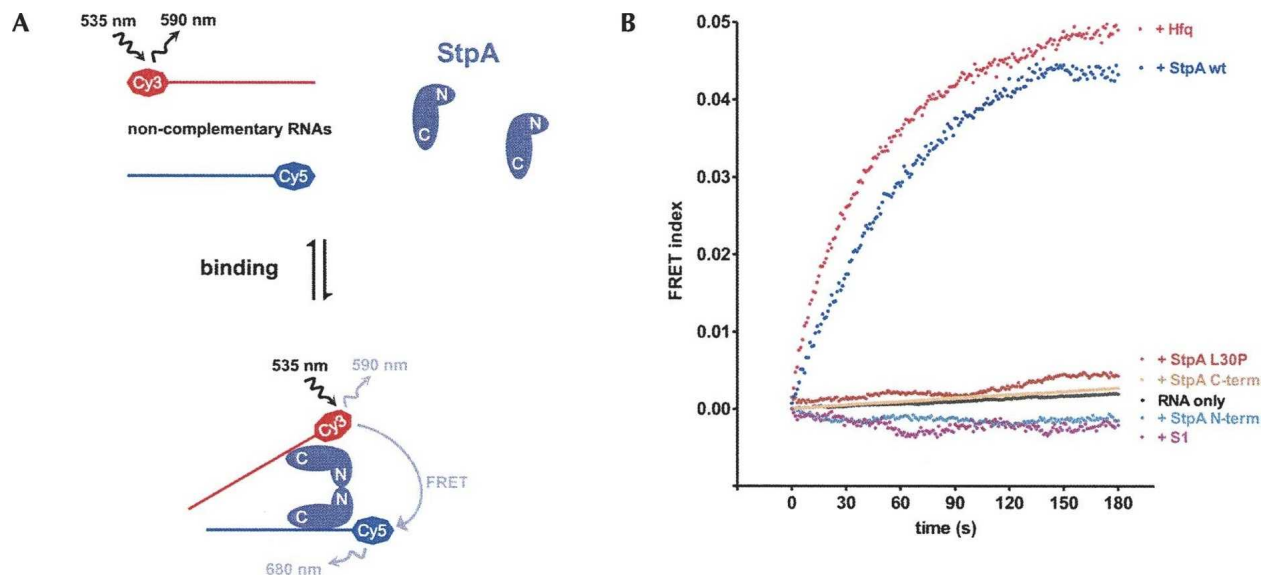 A
535 nm 590 nm
Cy3
StpA
N
C
N
C
non-complementary RNAs
Cy5
binding
535 nm 590 nm
Cy3
C
N
N
C
FRET
Cy5
680 nm
B
0.05
0.04
0.03
0.02
0.01
0.00
FRET index
0 30 60 90 120 150 180
time (s)
+ Hfq
+ StpA wt
+ StpA L30P
+ StpA C-term
RNA only
+ StpA N-term
+ S1